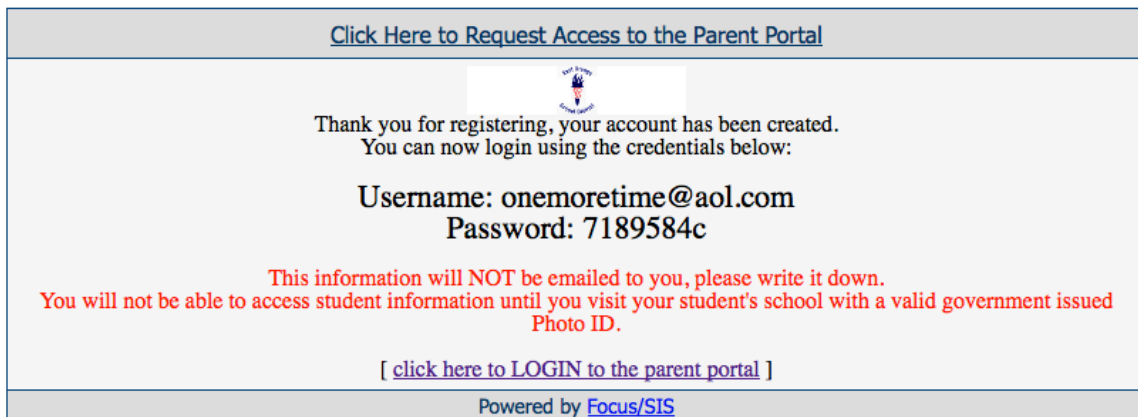 Click Here to Request Access to the Parent Portal
Thank you for registering, your account has been created.
You can now login using the credentials below:
Username: onemoretime@aol.com
Password: 7189584c
This information will NOT be emailed to you, please write it down.
You will not be able to access student information until you visit your student's school with a valid government issued
Photo ID.
[ click here to LOGIN to the parent portal ]
Powered by Focus/SIS